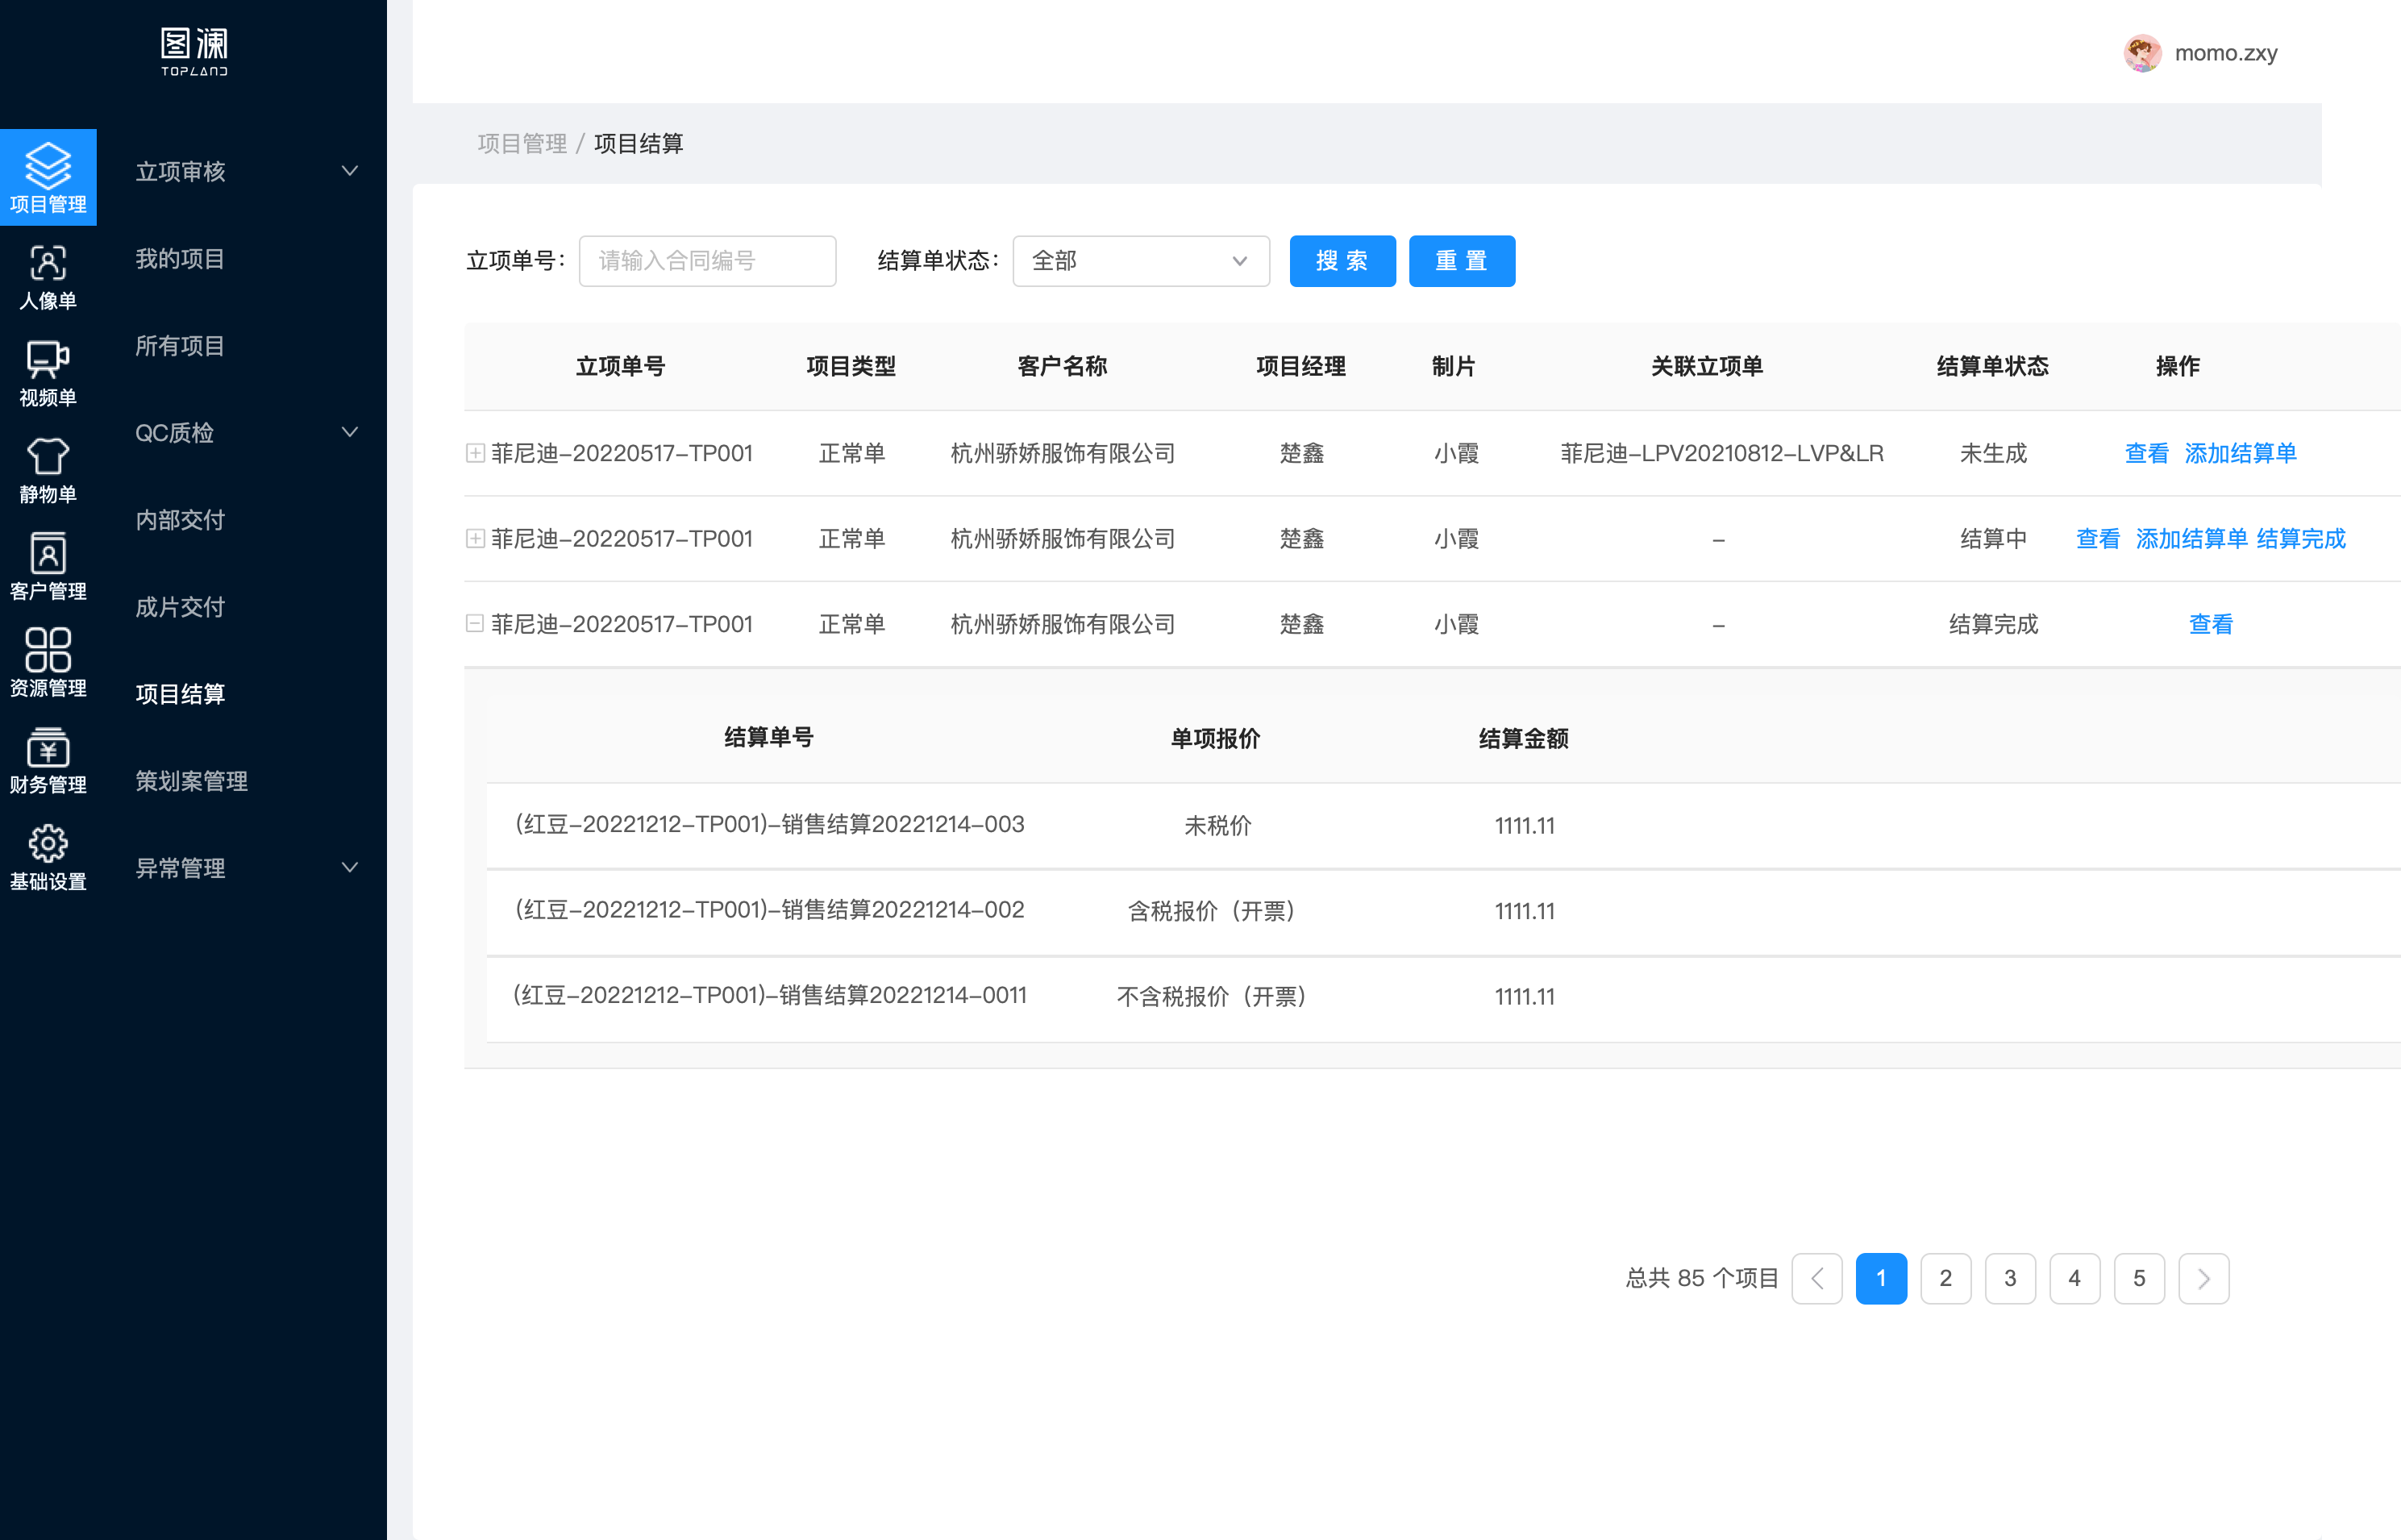 图澜
TOPLAND
momo.zxy
项目管理
人像单
视频单
静物单
客户管理
资源管理
财务管理
基础设置
立项审核
我的项目
所有项目
QC质检
内部交付
成片交付
项目结算
策划案管理
异常管理
项目管理 / 项目结算
立项单号： 请输入合同编号 结算单状态： 全部 搜 索 重 置
立项单号 项目类型 客户名称 项目经理 制片 关联立项单 结算单状态 操作
菲尼迪-20220517-TP001 正常单 杭州骄娇服饰有限公司 楚鑫 小霞 菲尼迪-LPV20210812-LVP&LR 未生成 查看 添加结算单
菲尼迪-20220517-TP001 正常单 杭州骄娇服饰有限公司 楚鑫 小霞 - 结算中 查看 添加结算单 结算完成
菲尼迪-20220517-TP001 正常单 杭州骄娇服饰有限公司 楚鑫 小霞 - 结算完成 查看
结算单号 单项报价 结算金额
(红豆-20221212-TP001)-销售结算20221214-003 未税价 1111.11
(红豆-20221212-TP001)-销售结算20221214-002 含税报价（开票） 1111.11
(红豆-20221212-TP001)-销售结算20221214-0011 不含税报价（开票） 1111.11
总共 85 个项目 1 2 3 4 5